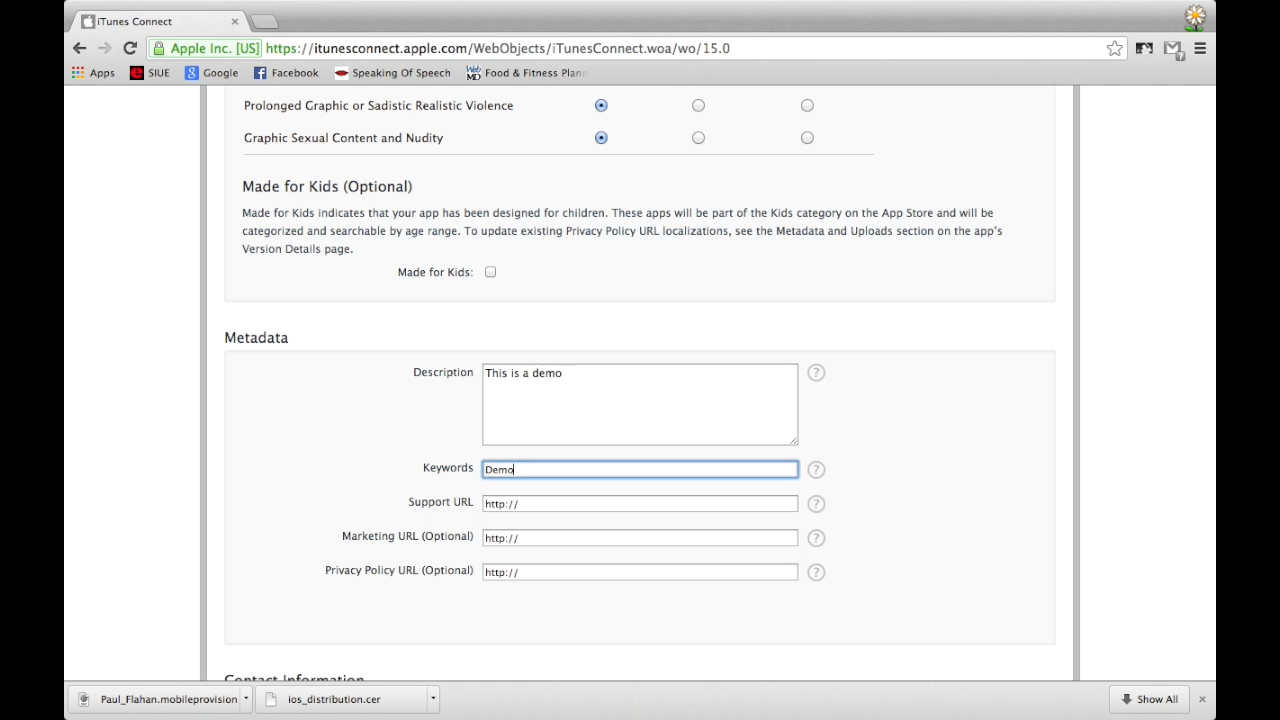 iTunes Connect
Apple Inc. [US] https://itunesconnect.apple.com/WebObjects/iTunesConnect.woa/wo/15.0
Apps SIUE Google Facebook Speaking Of Speech Food & Fitness Plan
Prolonged Graphic or Sadistic Realistic Violence
Graphic Sexual Content and Nudity
Made for Kids (Optional)
Made for Kids indicates that your app has been designed for children. These apps will be part of the Kids category on the App Store and will be
categorized and searchable by age range. To update existing Privacy Policy URL localizations, see the Metadata and Uploads section on the app's
Version Details page.
Made for Kids:
Metadata
Description This is a demo ?
Keywords Demo ?
Support URL http:// ?
Marketing URL (Optional) http:// ?
Privacy Policy URL (Optional) http:// ?
Contact Information
Paul_Flahan.mobileprovision ios_distribution.cer Show All